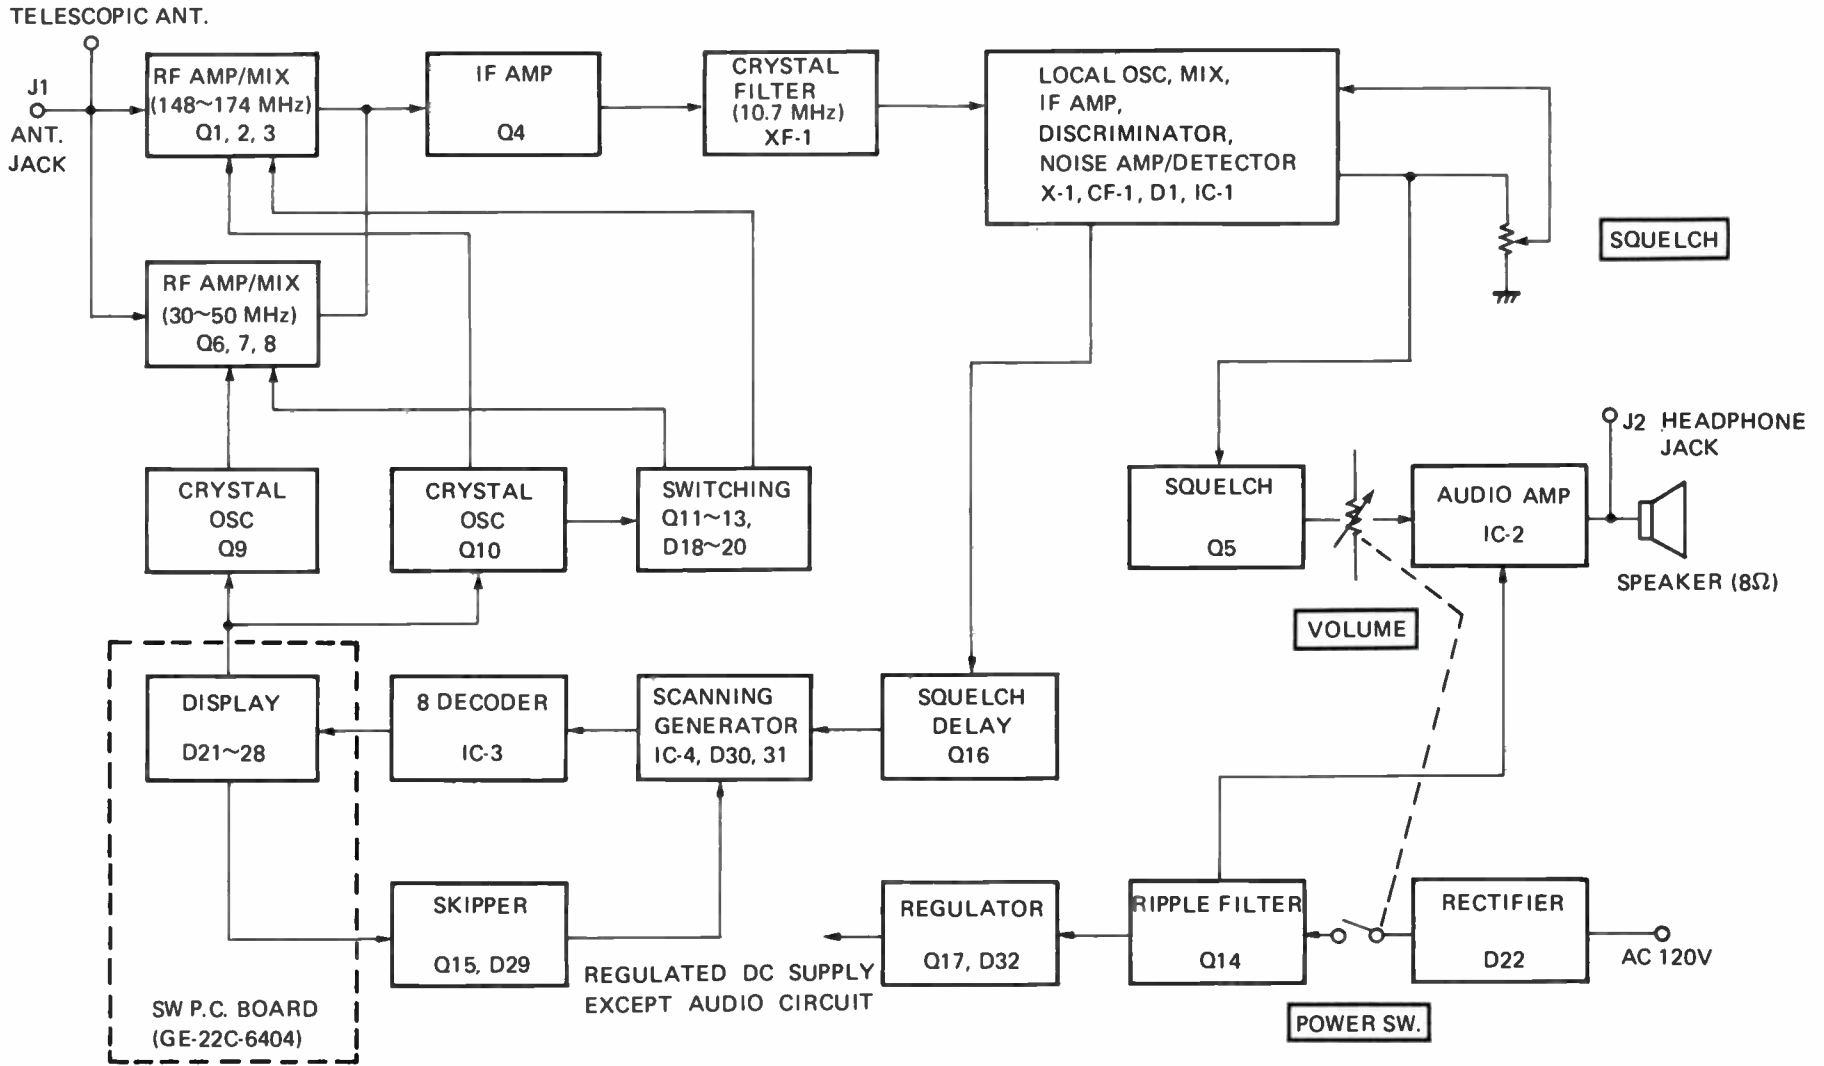 TELESCOPIC ANT.
J1
ANT.
JACK
RF AMP/MIX
(148~174 MHz)
Q1, 2, 3
IF AMP
Q4
CRYSTAL
FILTER
(10.7 MHz)
XF-1
LOCAL OSC, MIX,
IF AMP,
DISCRIMINATOR,
NOISE AMP/DETECTOR
X-1, CF-1, D1, IC-1
SQUELCH
RF AMP/MIX
(30~50 MHz)
Q6, 7, 8
CRYSTAL
OSC
Q9
CRYSTAL
OSC
Q10
SWITCHING
Q11~13,
D18~20
SQUELCH
Q5
AUDIO AMP
IC-2
J2 HEADPHONE
JACK
SPEAKER (8Ω)
VOLUME
DISPLAY
D21~28
8 DECODER
IC-3
SCANNING
GENERATOR
IC-4, D30, 31
SQUELCH
DELAY
Q16
SKIPPER
Q15, D29
REGULATED DC SUPPLY
EXCEPT AUDIO CIRCUIT
REGULATOR
Q17, D32
RIPPLE FILTER
Q14
RECTIFIER
D22
AC 120V
POWER SW.
SW P.C. BOARD
(GE-22C-6404)